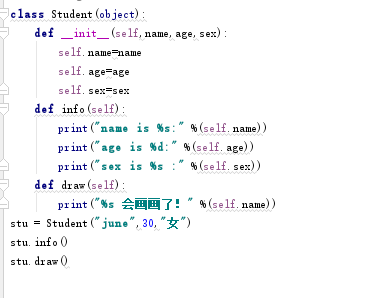 class Student(object):
    def __init__(self,name,age,sex):
        self.name=name
        self.age=age
        self.sex=sex
    def info(self):
        print("name is %s:" %(self.name))
        print("age is %d:" %(self.age))
        print("sex is %s :" %(self.sex))
    def draw(self):
        print("%s 会画画了! " %(self.name))
stu = Student("june",30,"女")
stu.info()
stu.draw()